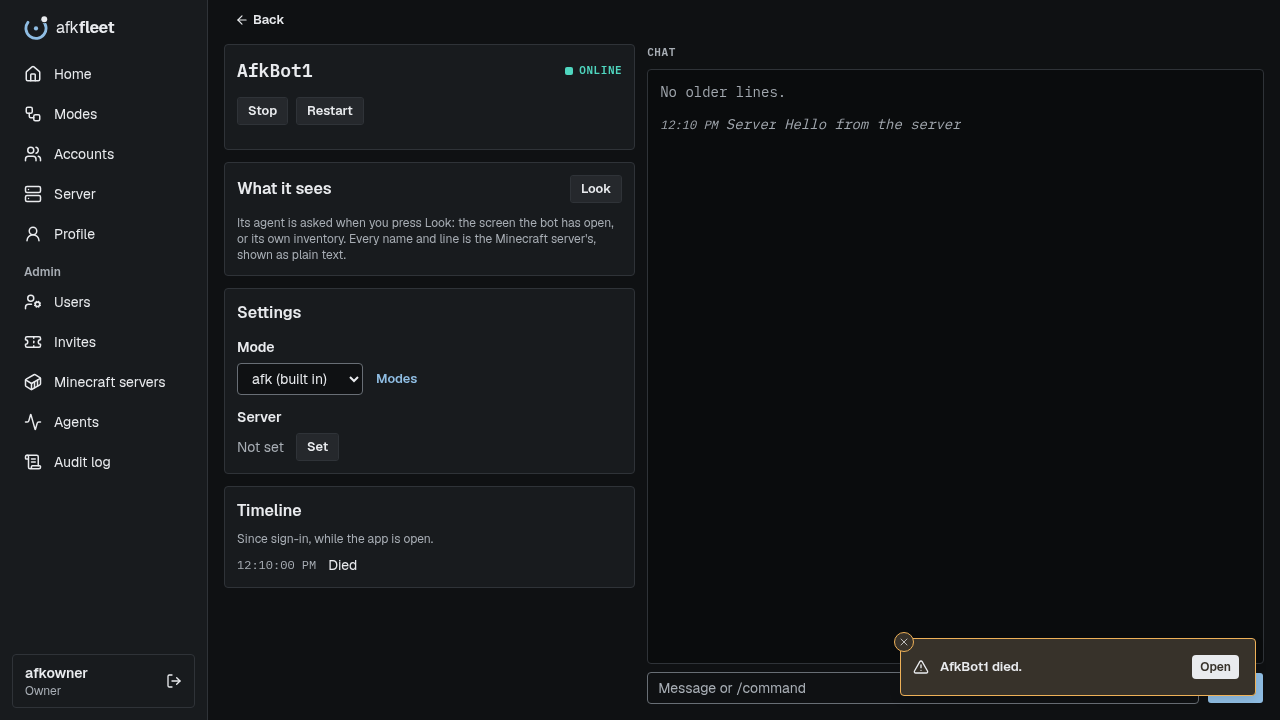 afkfleet
Home
Modes
Accounts
Server
Profile
Admin
Users
Invites
Minecraft servers
Agents
Audit log
afkowner
Owner
Back
AfkBot1
ONLINE
Stop
Restart
What it sees
Look
Its agent is asked when you press Look: the screen the bot has open,
or its own inventory. Every name and line is the Minecraft server's,
shown as plain text.
Settings
Mode
afk (built in)
Modes
Server
Not set
Set
Timeline
Since sign-in, while the app is open.
12:10:00 PM Died
CHAT
No older lines.
12:10 PM Server Hello from the server
AfkBot1 died.
Open
Message or /command